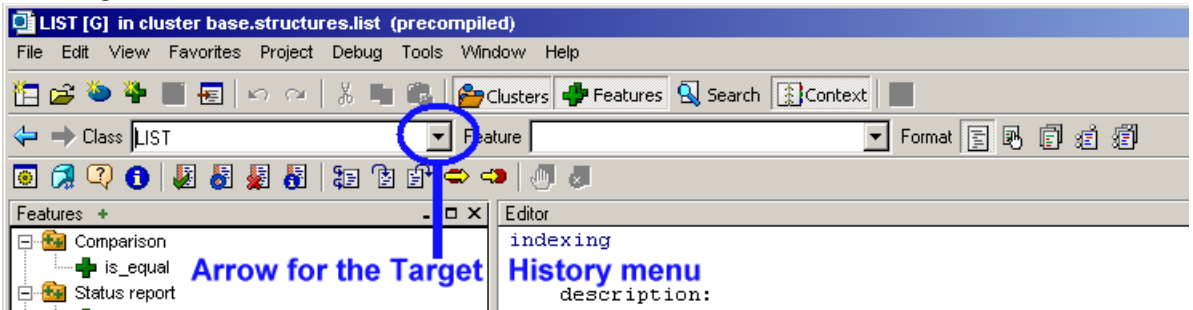 LIST [G] in cluster base.structures.list (precompiled)
File Edit View Favorites Project Debug Tools Window Help
Clusters Features Search Context
Class LIST Feature Format
Features Editor
Comparison indexing
is_equal Arrow for the Target History menu
Status report description: